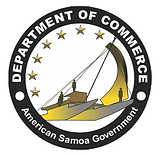 DEPARTMENT OF COMMERCE
American Samoa Government